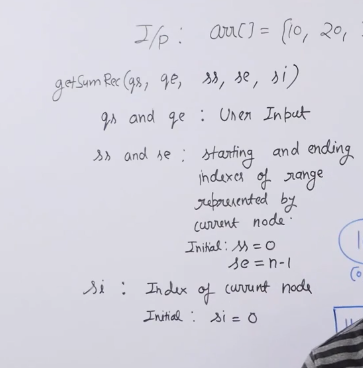 I/p : arr[] = {10, 20,
getSumRec(qs, qe, ss, se, si)
qs and qe : User Input
ss and se : starting and ending
indexes of range
represented by
current node.
Initial: ss = 0
se = n-1
si : Index of current node
Initial : si = 0